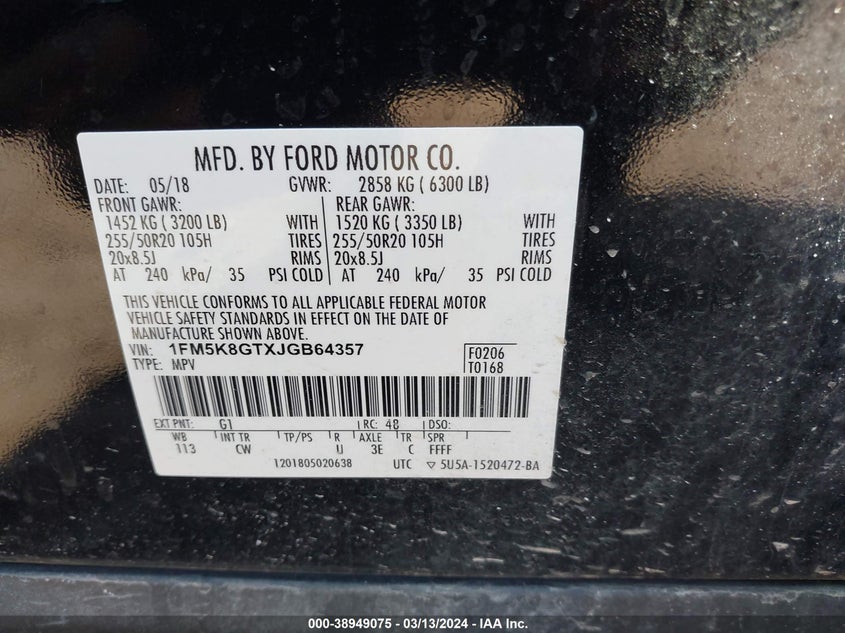 MFD. BY FORD MOTOR CO.
DATE: 05/18 GVWR: 2858 KG ( 6300 LB)
FRONT GAWR: REAR GAWR:
1452 KG ( 3200 LB) WITH 1520 KG ( 3350 LB) WITH
255/50R20 105H TIRES 255/50R20 105H TIRES
20x8.5J RIMS 20x8.5J RIMS
AT 240 kPa/ 35 PSI COLD AT 240 kPa/ 35 PSI COLD
THIS VEHICLE CONFORMS TO ALL APPLICABLE FEDERAL MOTOR
VEHICLE SAFETY STANDARDS IN EFFECT ON THE DATE OF
MANUFACTURE SHOWN ABOVE.
VIN: 1FM5K8GTXJGB64357 F0206
TYPE: MPV T0168
EXT PNT: G1 RC: 48 DSO:
WB INT TR TP/PS R AXLE TR SPR
113 CW U 3E C FFFF
1201805020638 UTC ▽ 5U5A-1520472-BA
000-38949075 - 03/13/2024 - IAA Inc.